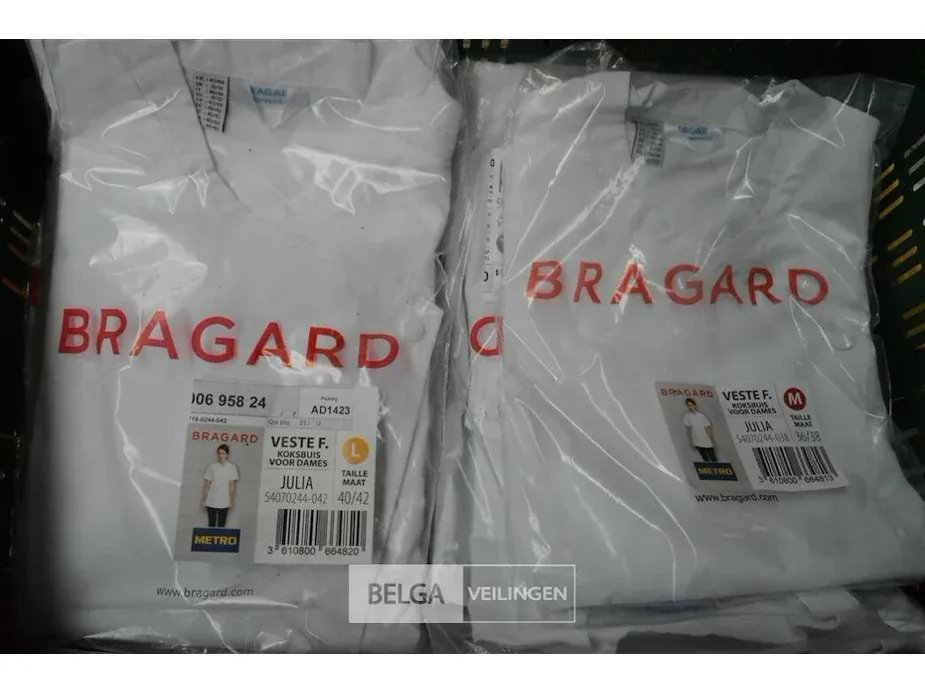 BRAGARD
006 958 24
Picking
AD1423
BRAGARD
VESTE F.
KOKSBUIS
VOOR DAMES
JULIA
54070244-042
L
TAILLE
MAAT
40/42
METRO
3 610800 664820
www.bragard.com
BRAGARD
BRAGARD
VESTE F.
KOKSBUIS
VOOR DAMES
JULIA
54070244-038
M
TAILLE
MAAT
36/38
METRO
3 610800 664813
www.bragard.com
BELGA VEILINGEN